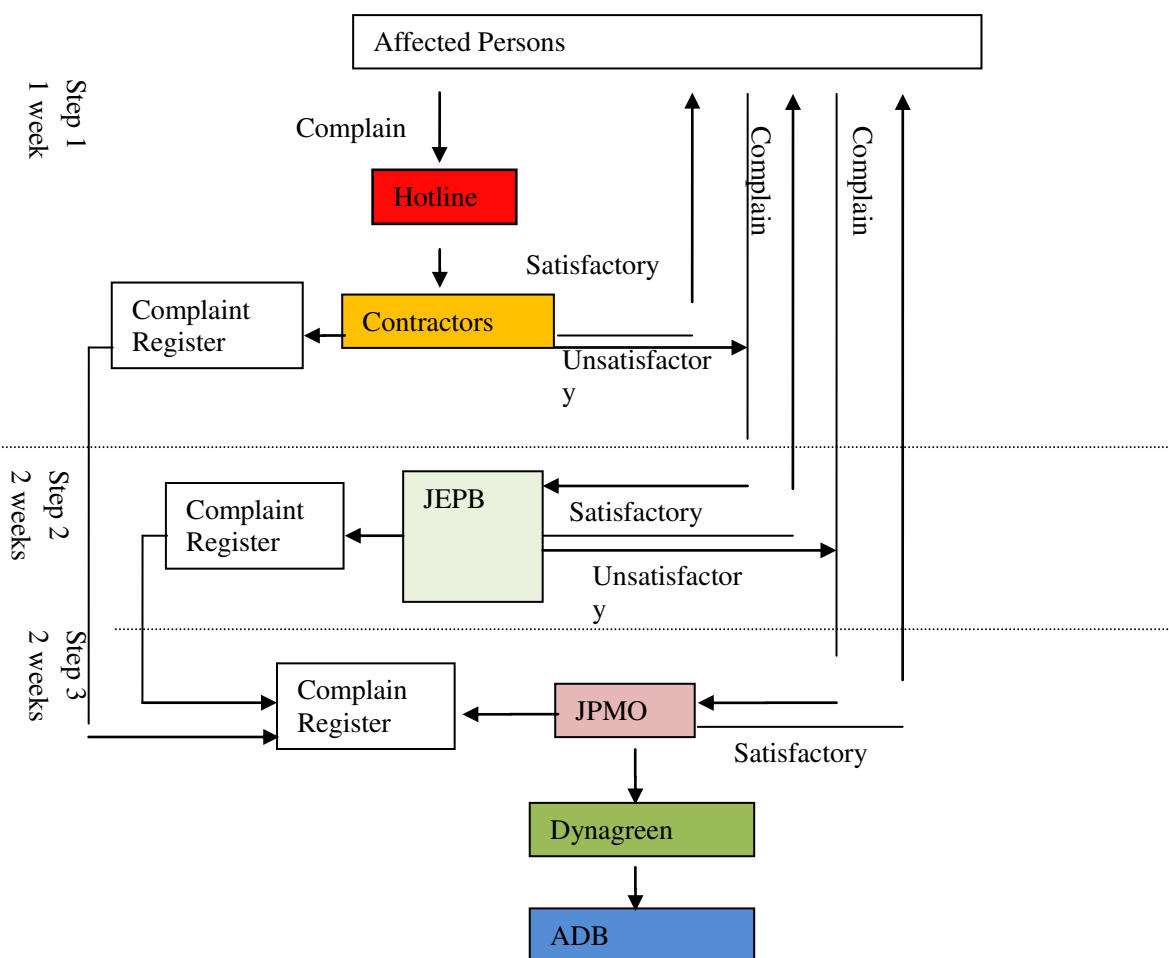 Affected Persons
Step 1
1 week
Complain
Complain
Complain
Hotline
Satisfactory
Complaint
Register
Contractors
Unsatisfactor
y
Step 2
2 weeks
Complaint
Register
JEPB
Satisfactory
Unsatisfactor
y
Step 3
2 weeks
Complain
Register
JPMO
Satisfactory
Dynagreen
ADB